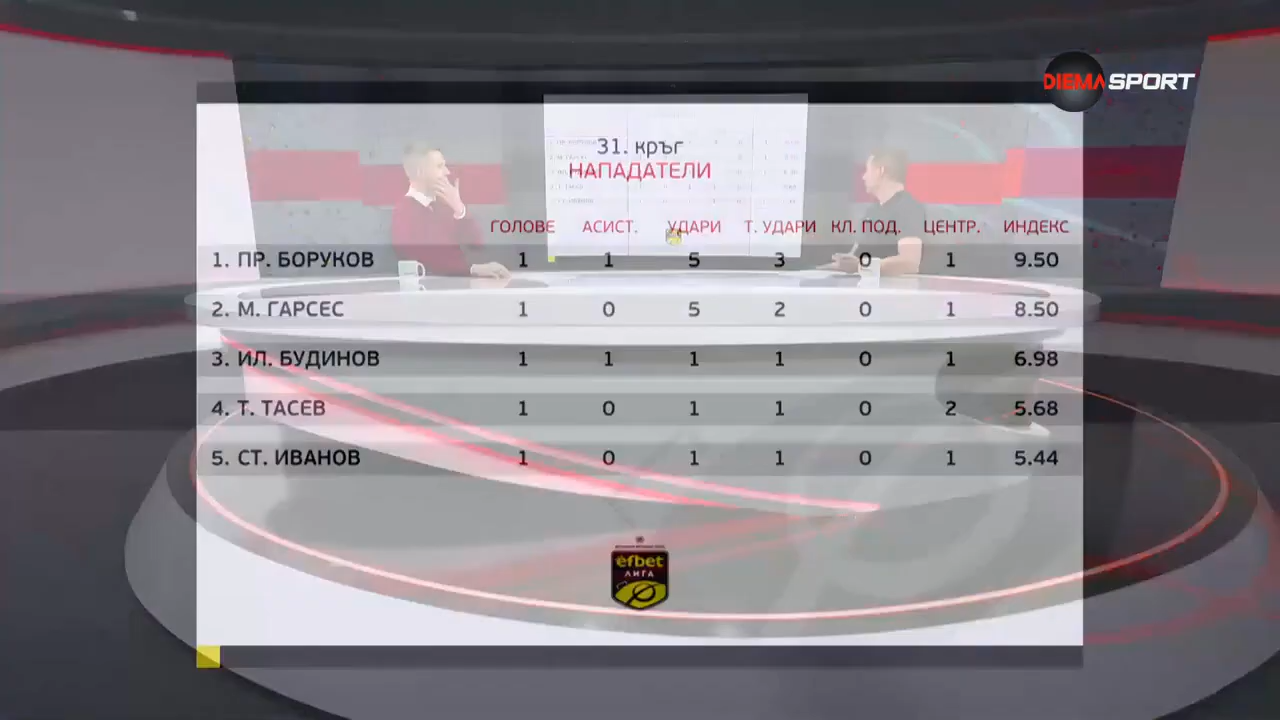 DIEMA SPORT
31. кръг
НАПАДАТЕЛИ
ГОЛОВЕ АСИСТ. УДАРИ Т. УДАРИ КЛ. ПОД. ЦЕНТР. ИНДЕКС
1. ПР. БОРУКОВ 1 1 5 3 0 1 9.50
2. М. ГАРСЕС 1 0 5 2 0 1 8.50
3. ИЛ. БУДИНОВ 1 1 1 1 0 1 6.98
4. Т. ТАСЕВ 1 0 1 1 0 2 5.68
5. СТ. ИВАНОВ 1 0 1 1 0 1 5.44
efbet
ЛИГА